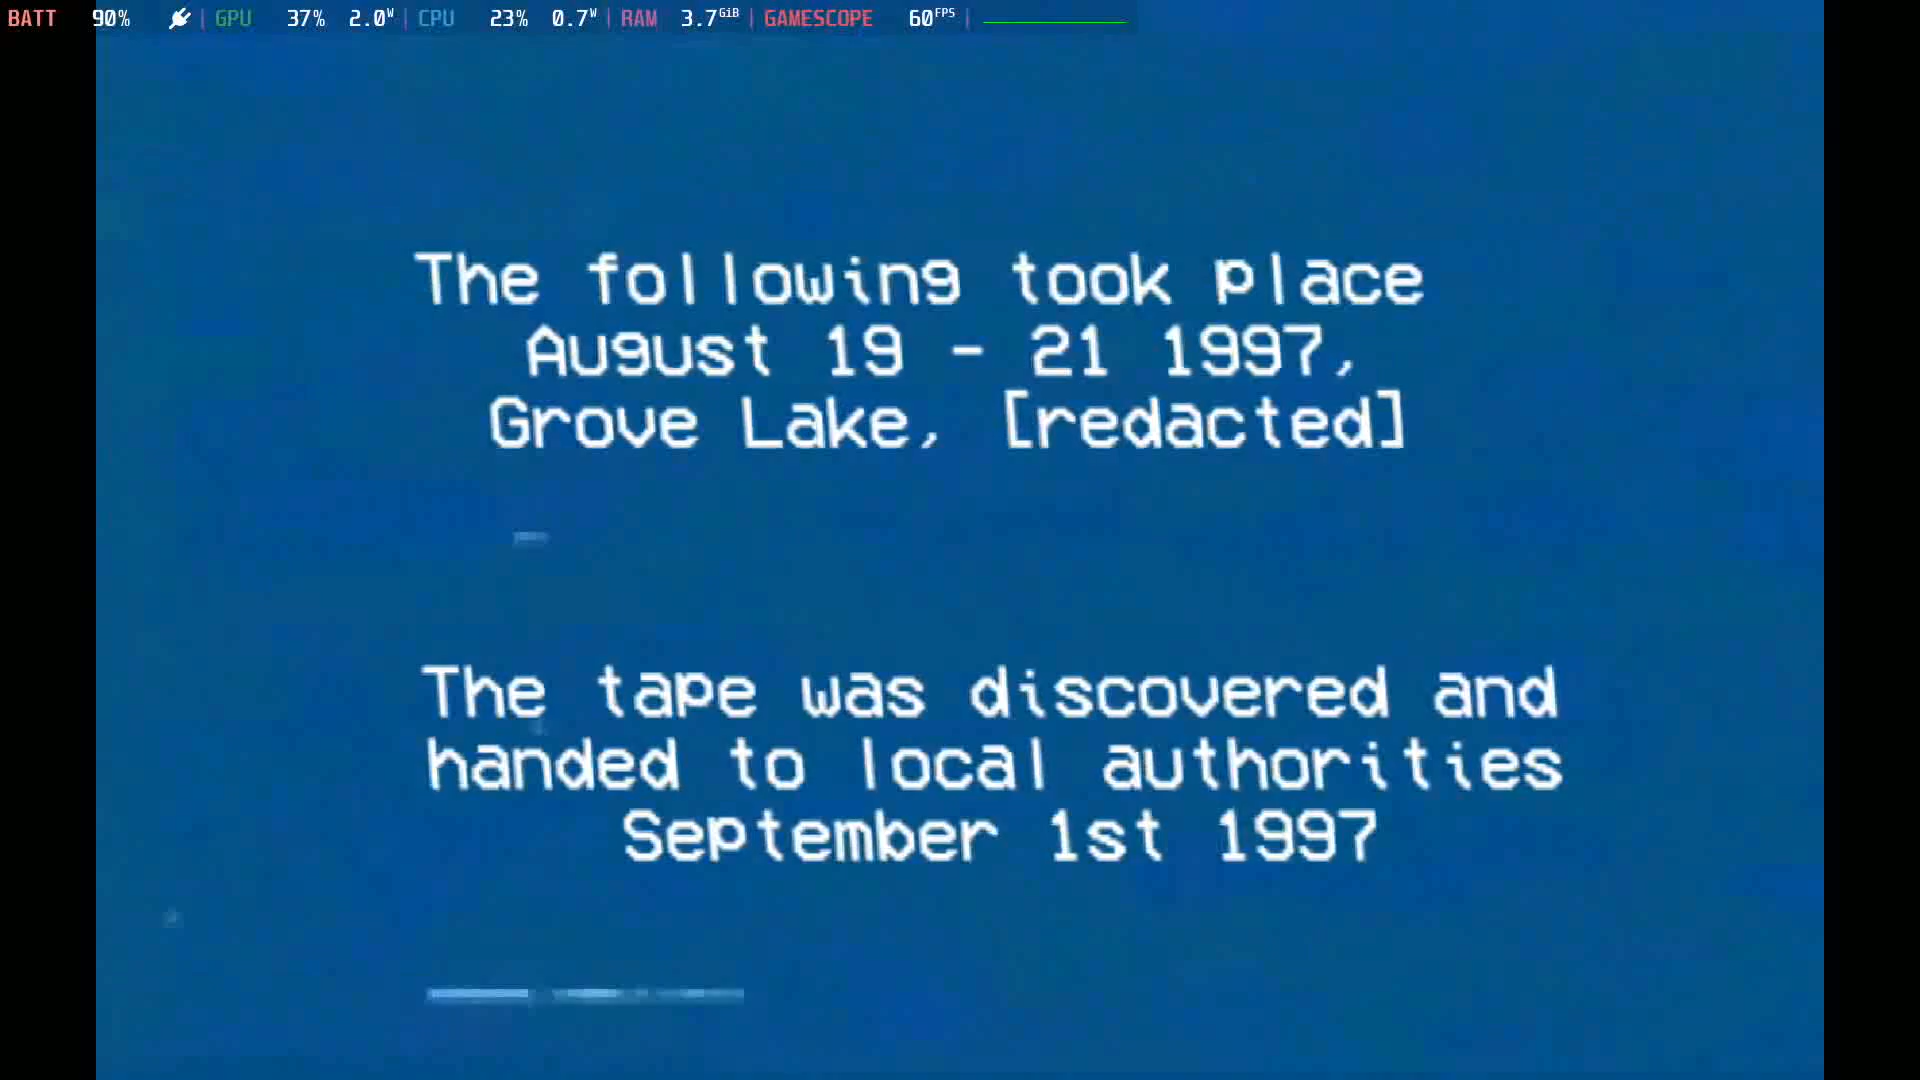 BATT 90% GPU 37% 2.0W CPU 23% 0.7W RAM 3.7GiB GAMESCOPE 60FPS
The following took place
August 19 - 21 1997,
Grove Lake, [redacted]
The tape was discovered and
handed to local authorities
September 1st 1997